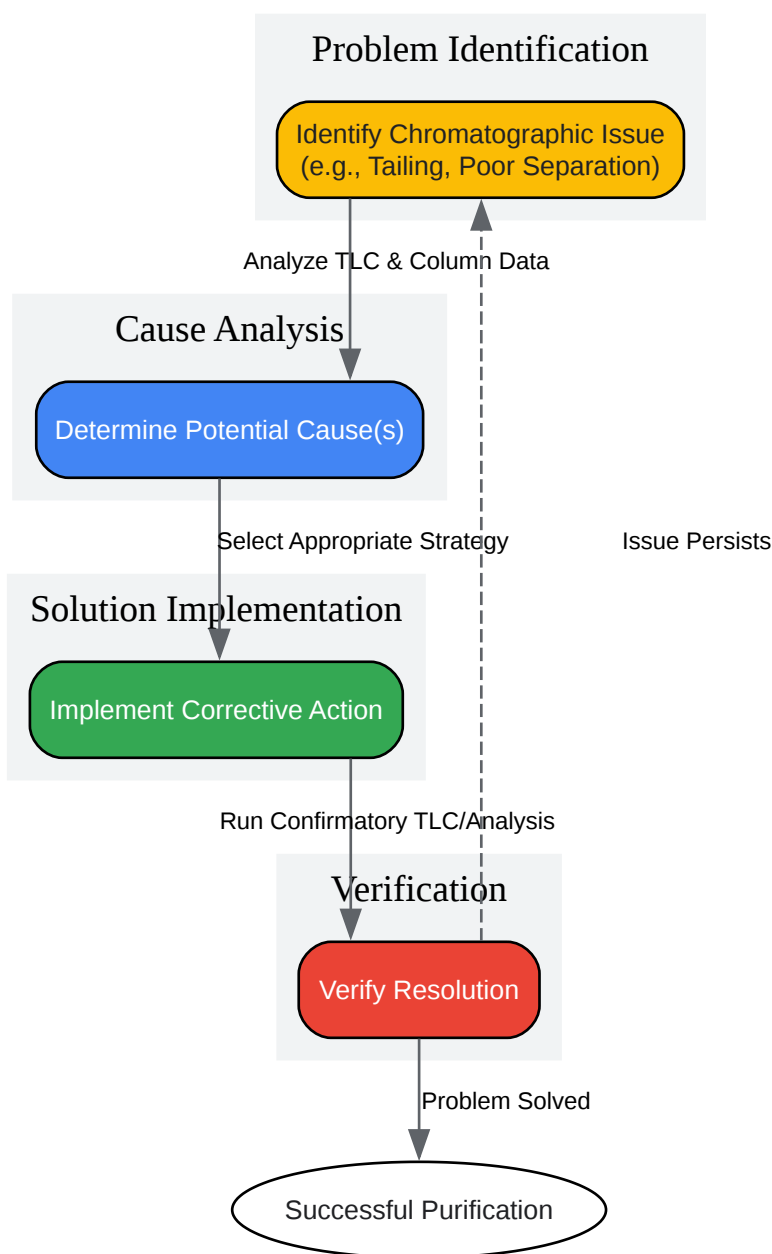 Problem Identification
Identify Chromatographic Issue
(e.g., Tailing, Poor Separation)
Analyze TLC & Column Data
Cause Analysis
Determine Potential Cause(s)
Select Appropriate Strategy
Issue Persists
Solution Implementation
Implement Corrective Action
Run Confirmatory TLC/Analysis
Verification
Verify Resolution
Problem Solved
Successful Purification